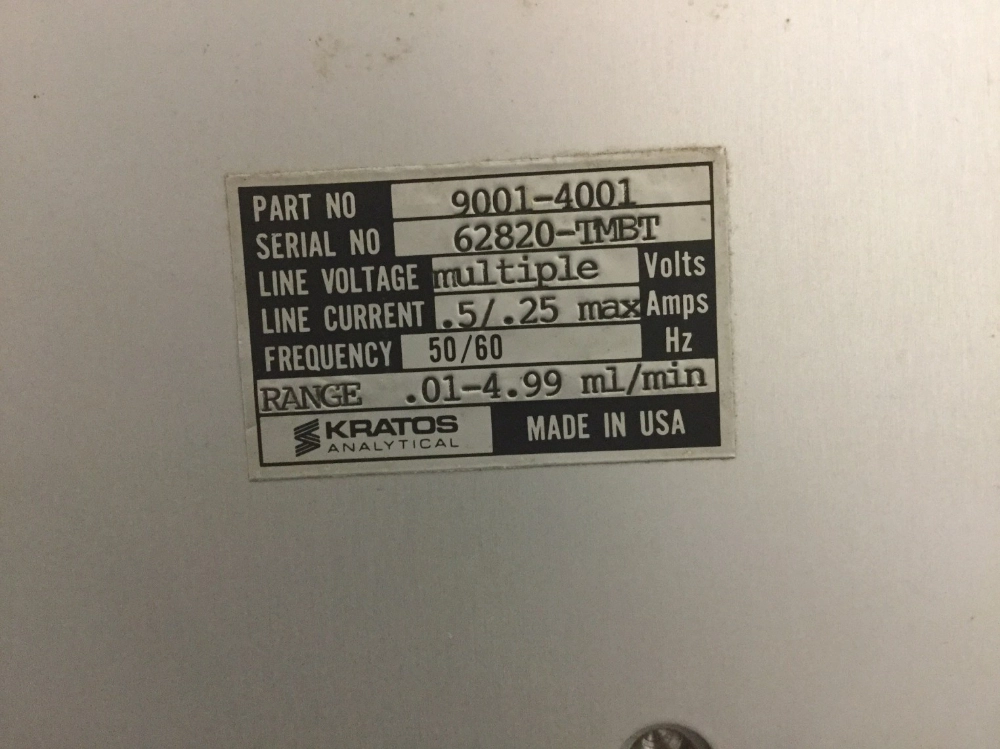 PART NO 9001-4001
SERIAL NO 62820-TMBT
LINE VOLTAGE multiple Volts
LINE CURRENT .5/.25 max Amps
FREQUENCY 50/60 Hz
RANGE .01-4.99 ml/min
KRATOS ANALYTICAL MADE IN USA